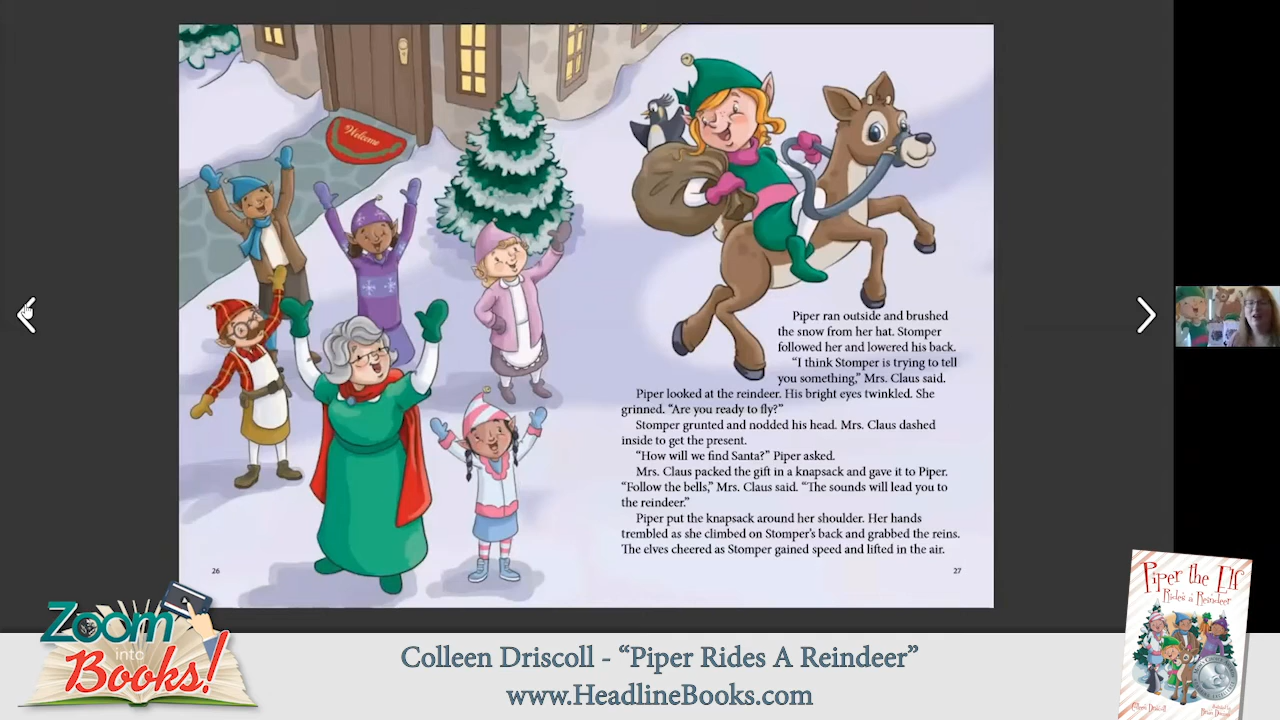 Welcome
Piper ran outside and brushed
the snow from her hat. Stomper
followed her and lowered his back.
“I think Stomper is trying to tell
you something,” Mrs. Claus said.
Piper looked at the reindeer. His bright eyes twinkled. She
grinned. “Are you ready to fly?”
Stomper grunted and nodded his head. Mrs. Claus dashed
inside to get the present.
“How will we find Santa?” Piper asked.
Mrs. Claus packed the gift in a knapsack and gave it to Piper.
“Follow the bells,” Mrs. Claus said. “The sounds will lead you to
the reindeer.”
Piper put the knapsack around her shoulder. Her hands
trembled as she climbed on Stomper’s back and grabbed the reins.
The elves cheered as Stomper gained speed and lifted in the air.
26
27
Zoom
into
Books!
Colleen Driscoll - “Piper Rides A Reindeer”
www.HeadlineBooks.com
Piper the Elf
Rides a Reindeer
Colleen Driscoll